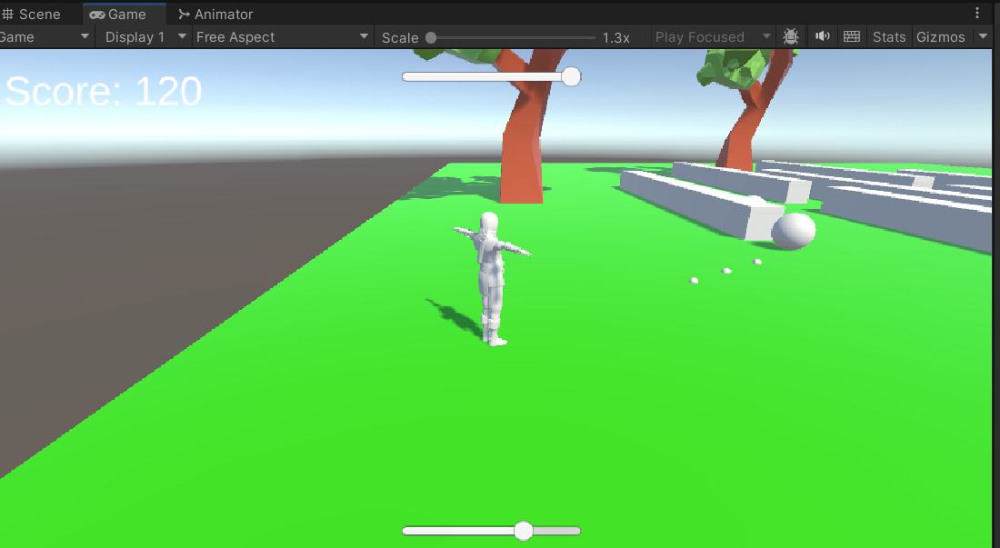 Scene Game Animator
Game Display 1 Free Aspect Scale 1.3x Play Focused Stats Gizmos
Score: 120